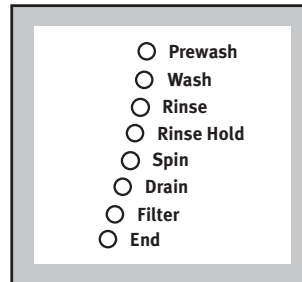 Prewash
Wash
Rinse
Rinse Hold
Spin
Drain
Filter
End